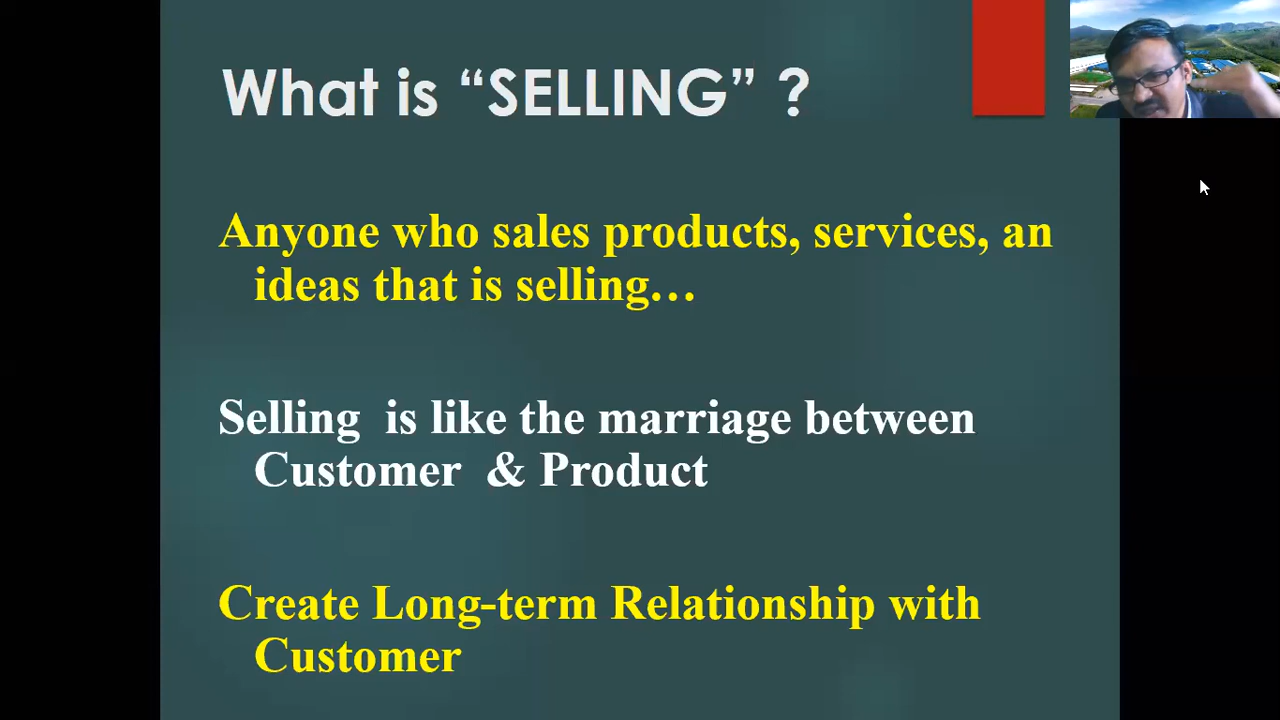 What is “SELLING” ?
Anyone who sales products, services, an
ideas that is selling…
Selling is like the marriage between
Customer & Product
Create Long-term Relationship with
Customer